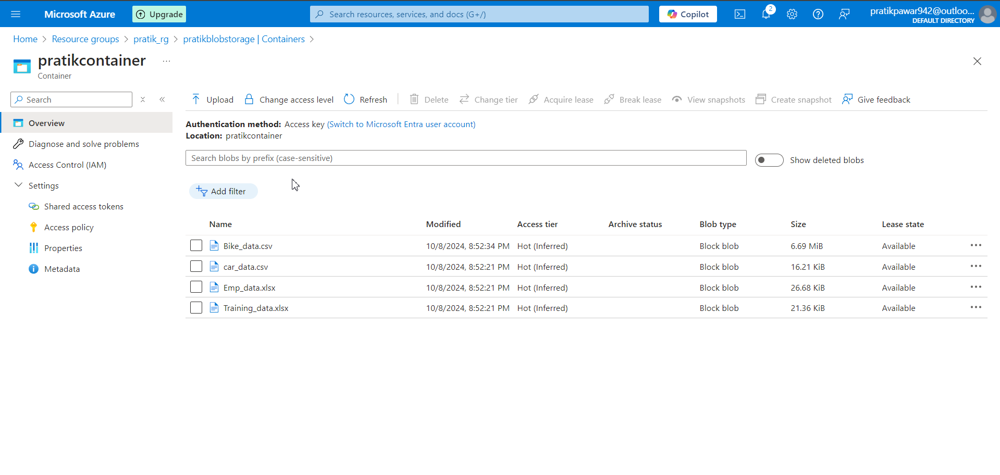 Microsoft Azure
Upgrade
Search resources, services, and docs (G+/)
Copilot
2
pratikpawar942@outloo...
DEFAULT DIRECTORY
Home > Resource groups > pratik_rg > pratikblobstorage | Containers >
pratikcontainer ...
Container
Search
Overview
Diagnose and solve problems
Access Control (IAM)
Settings
Shared access tokens
Access policy
Properties
Metadata
Upload Change access level Refresh Delete Change tier Acquire lease Break lease View snapshots Create snapshot Give feedback
Authentication method: Access key (Switch to Microsoft Entra user account)
Location: pratikcontainer
Search blobs by prefix (case-sensitive)
Show deleted blobs
Add filter
Name Modified Access tier Archive status Blob type Size Lease state
Bike_data.csv 10/8/2024, 8:52:34 PM Hot (Inferred) Block blob 6.69 MiB Available ...
car_data.csv 10/8/2024, 8:52:21 PM Hot (Inferred) Block blob 16.21 KiB Available ...
Emp_data.xlsx 10/8/2024, 8:52:21 PM Hot (Inferred) Block blob 26.68 KiB Available ...
Training_data.xlsx 10/8/2024, 8:52:21 PM Hot (Inferred) Block blob 21.36 KiB Available ...